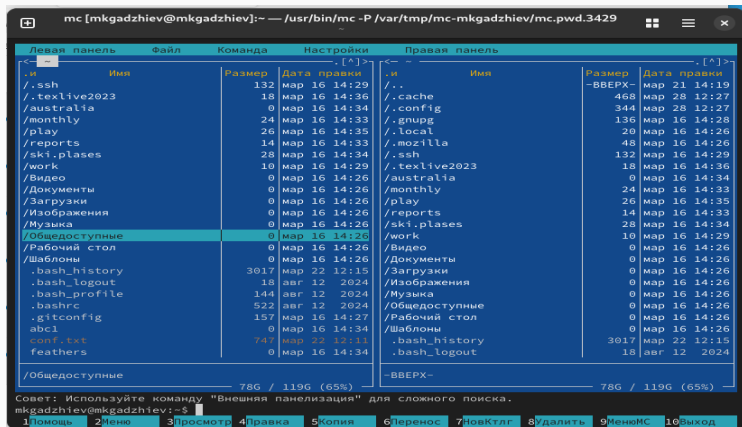 mc [mkgadzhiev@mkgadzhiev]:~ — /usr/bin/mc -P /var/tmp/mc-mkgadzhiev/mc.pwd.3429
~
Левая панель Файл Команда Настройки Правая панель
<— ~ .[^]> <— ~ .[^]>
.и Имя Размер Дата правки .и Имя Размер Дата правки
/.ssh 132 мар 16 14:29 /.. -ВВЕРХ- мар 21 14:19
/.texlive2023 18 мар 16 14:36 /.cache 468 мар 28 12:27
/australia 0 мар 16 14:34 /.config 344 мар 28 12:27
/monthly 24 мар 16 14:33 /.gnupg 136 мар 16 14:28
/play 26 мар 16 14:35 /.local 20 мар 16 14:26
/reports 14 мар 16 14:33 /.mozilla 48 мар 16 14:26
/ski.plases 28 мар 16 14:34 /.ssh 132 мар 16 14:29
/work 10 мар 16 14:29 /.texlive2023 18 мар 16 14:36
/Видео 0 мар 16 14:26 /australia 0 мар 16 14:34
/Документы 0 мар 16 14:26 /monthly 24 мар 16 14:33
/Загрузки 0 мар 16 14:26 /play 26 мар 16 14:35
/Изображения 0 мар 16 14:26 /reports 14 мар 16 14:33
/Музыка 0 мар 16 14:26 /ski.plases 28 мар 16 14:34
/Общедоступные 0 мар 16 14:26 /work 10 мар 16 14:29
/Рабочий стол 0 мар 16 14:26 /Видео 0 мар 16 14:26
/Шаблоны 0 мар 16 14:26 /Документы 0 мар 16 14:26
.bash_history 3017 мар 22 12:15 /Загрузки 0 мар 16 14:26
.bash_logout 18 авг 12 2024 /Изображения 0 мар 16 14:26
.bash_profile 144 авг 12 2024 /Музыка 0 мар 16 14:26
.bashrc 522 авг 12 2024 /Общедоступные 0 мар 16 14:26
.gitconfig 157 мар 16 14:27 /Рабочий стол 0 мар 16 14:26
abc1 0 мар 16 14:34 /Шаблоны 0 мар 16 14:26
conf.txt 747 мар 22 12:11 .bash_history 3017 мар 22 12:15
feathers 0 мар 16 14:34 .bash_logout 18 авг 12 2024
/Общедоступные -ВВЕРХ-
78G / 119G (65%) 78G / 119G (65%)
Совет: Используйте команду "Внешняя панелизация" для сложного поиска.
mkgadzhiev@mkgadzhiev:~$
1Помощь 2Меню 3Просмотр 4Правка 5Копия 6Перенос 7НовКтлг 8Удалить 9МенюМС 10Выход